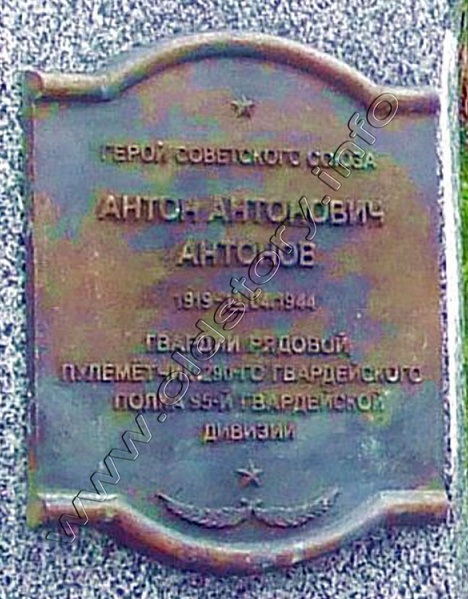 ГЕРОЙ СОВЕТСКОГО СОЮЗА
АНТОН АНТОНОВИЧ
АНТОНОВ
1919- .04.1944
ГВАРДИИ РЯДОВОЙ,
ПУЛЕМЁТЧИК 290-ГО ГВАРДЕЙСКОГО
ПОЛКА 95-Й ГВАРДЕЙСКОЙ
ДИВИЗИИ
www.oldstory.info